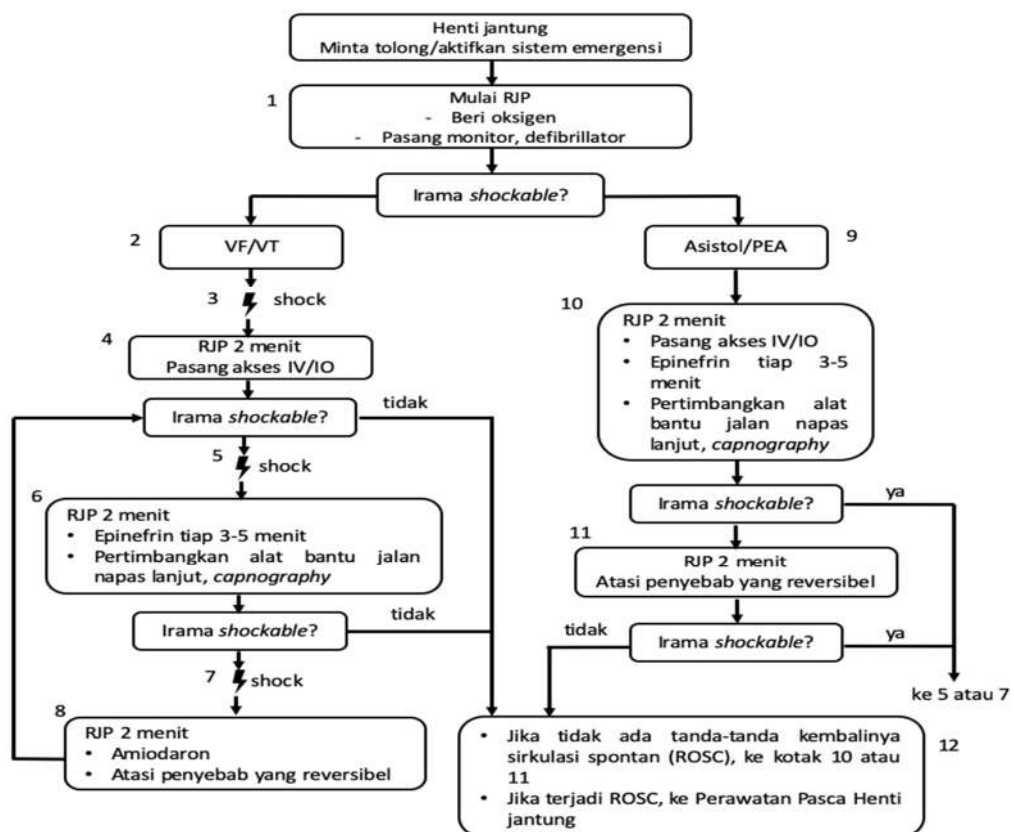 Henti jantung
Minta tolong/aktifkan sistem emergensi
1
Mulai RJP
- Beri oksigen
- Pasang monitor, defibrillator
Irama shockable?
2
VF/VT
3
shock
4
RJP 2 menit
Pasang akses IV/IO
Irama shockable?
tidak
5
shock
6
RJP 2 menit
• Epinefrin tiap 3-5 menit
• Pertimbangkan alat bantu jalan
napas lanjut, capnography
Irama shockable?
tidak
7
shock
8
RJP 2 menit
• Amiodaron
• Atasi penyebab yang reversibel
Asistol/PEA
9
10
RJP 2 menit
• Pasang akses IV/IO
• Epinefrin tiap 3-5
menit
• Pertimbangkan alat
bantu jalan napas
lanjut, capnography
Irama shockable?
ya
11
RJP 2 menit
Atasi penyebab yang reversibel
tidak
Irama shockable?
ya
ke 5 atau 7
• Jika tidak ada tanda-tanda kembalinya
sirkulasi spontan (ROSC), ke kotak 10 atau
11
• Jika terjadi ROSC, ke Perawatan Pasca Henti
jantung
12